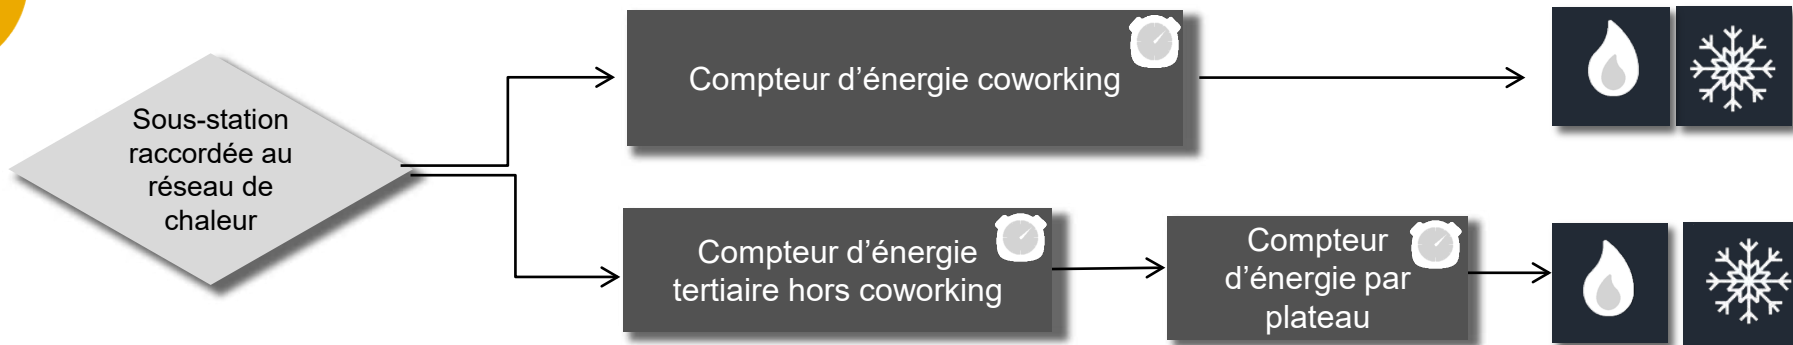 Compteur d’énergie coworking
Sous-station
raccordée au
réseau de
chaleur
Compteur d’énergie
tertiaire hors coworking
Compteur
d’énergie par
plateau